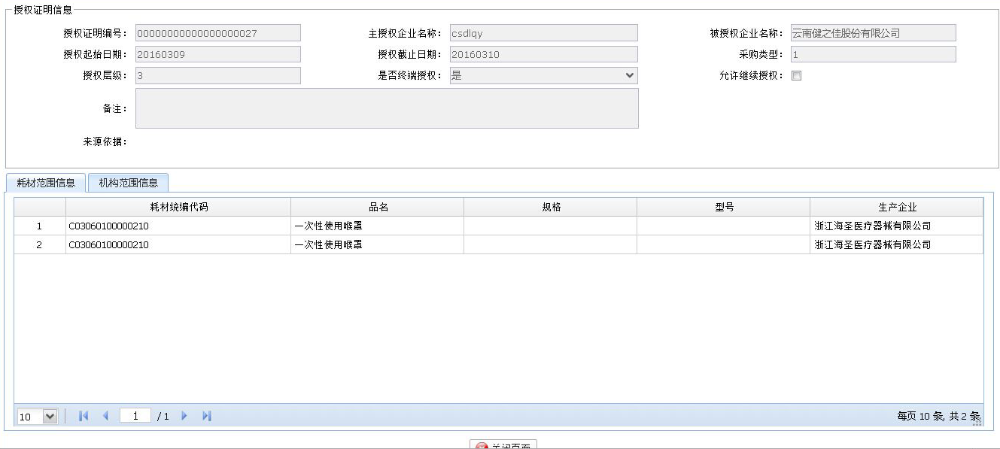 授权证明信息
授权证明编号： 00000000000000000027 主授权企业名称： csdlqy 被授权企业名称： 云南健之佳股份有限公司
授权起始日期： 20160309 授权截止日期： 20160310 采购类型： 1
授权层级： 3 是否终端授权： 是 允许继续授权：
备注：
来源依据：
耗材范围信息 机构范围信息
耗材统编代码 品名 规格 型号 生产企业
1 C03060100000210 一次性使用喉罩 浙江海圣医疗器械有限公司
2 C03060100000210 一次性使用喉罩 浙江海圣医疗器械有限公司
10 1 / 1 每页 10 条, 共 2 条
关闭页面